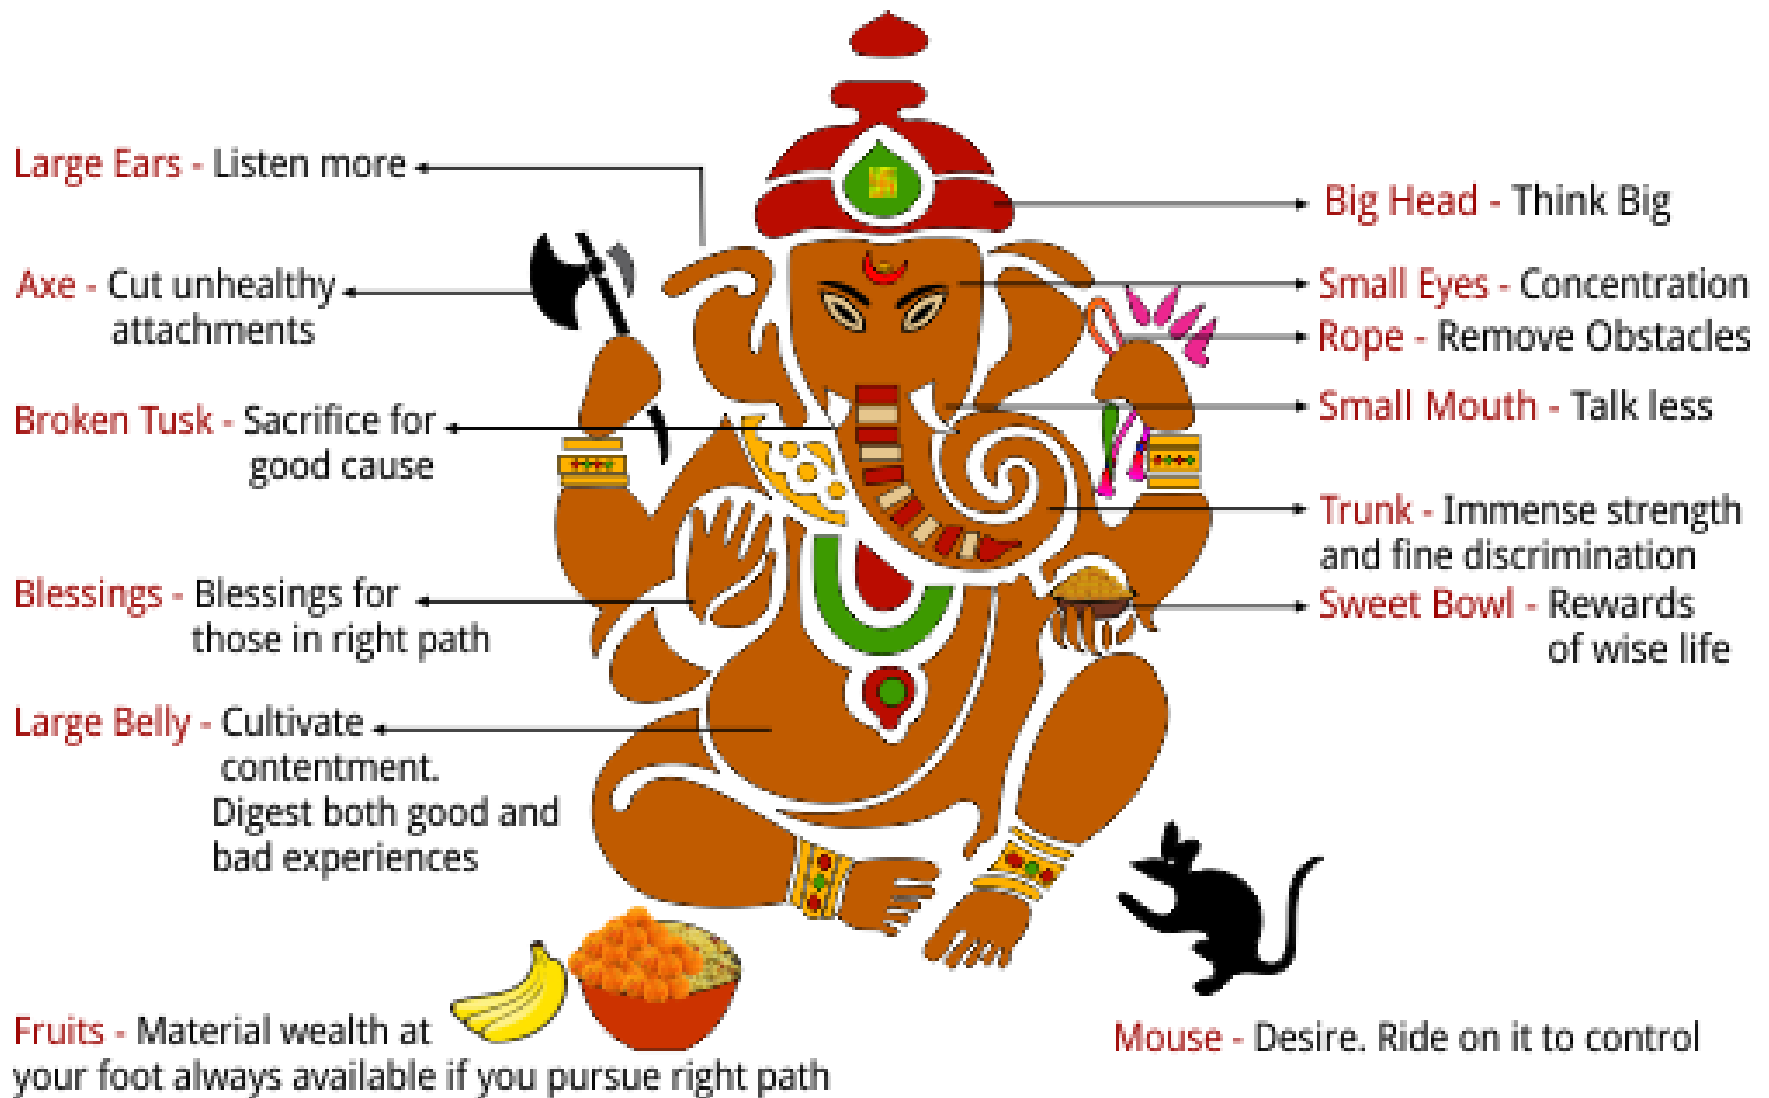 Large Ears - Listen more
Axe - Cut unhealthy
attachments
Broken Tusk - Sacrifice for
good cause
Blessings - Blessings for
those in right path
Large Belly - Cultivate
contentment.
Digest both good and
bad experiences
Fruits - Material wealth at
your foot always available if you pursue right path
Big Head - Think Big
Small Eyes - Concentration
Rope - Remove Obstacles
Small Mouth - Talk less
Trunk - Immense strength
and fine discrimination
Sweet Bowl - Rewards
of wise life
Mouse - Desire. Ride on it to control